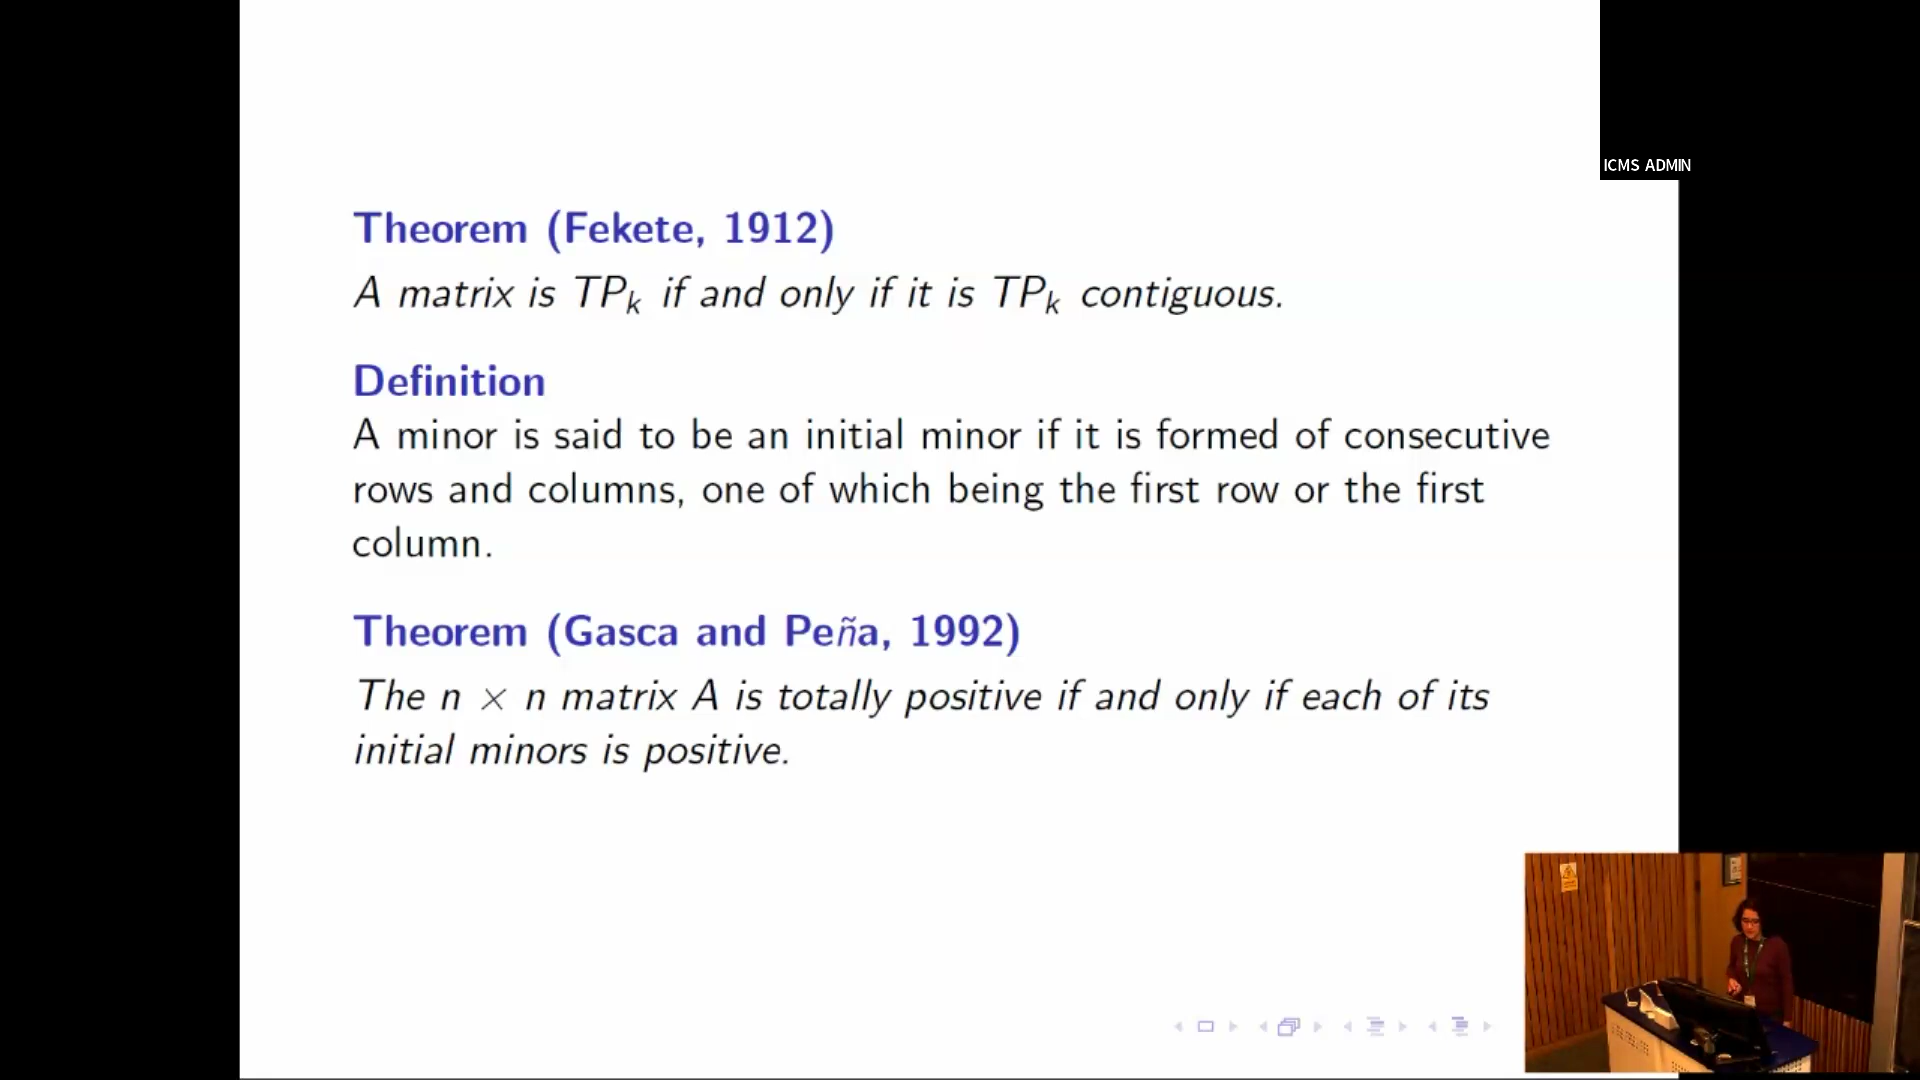 ICMS ADMIN
Theorem (Fekete, 1912)
A matrix is TPₖ if and only if it is TPₖ contiguous.
Definition
A minor is said to be an initial minor if it is formed of consecutive
rows and columns, one of which being the first row or the first
column.
Theorem (Gasca and Peña, 1992)
The n × n matrix A is totally positive if and only if each of its
initial minors is positive.